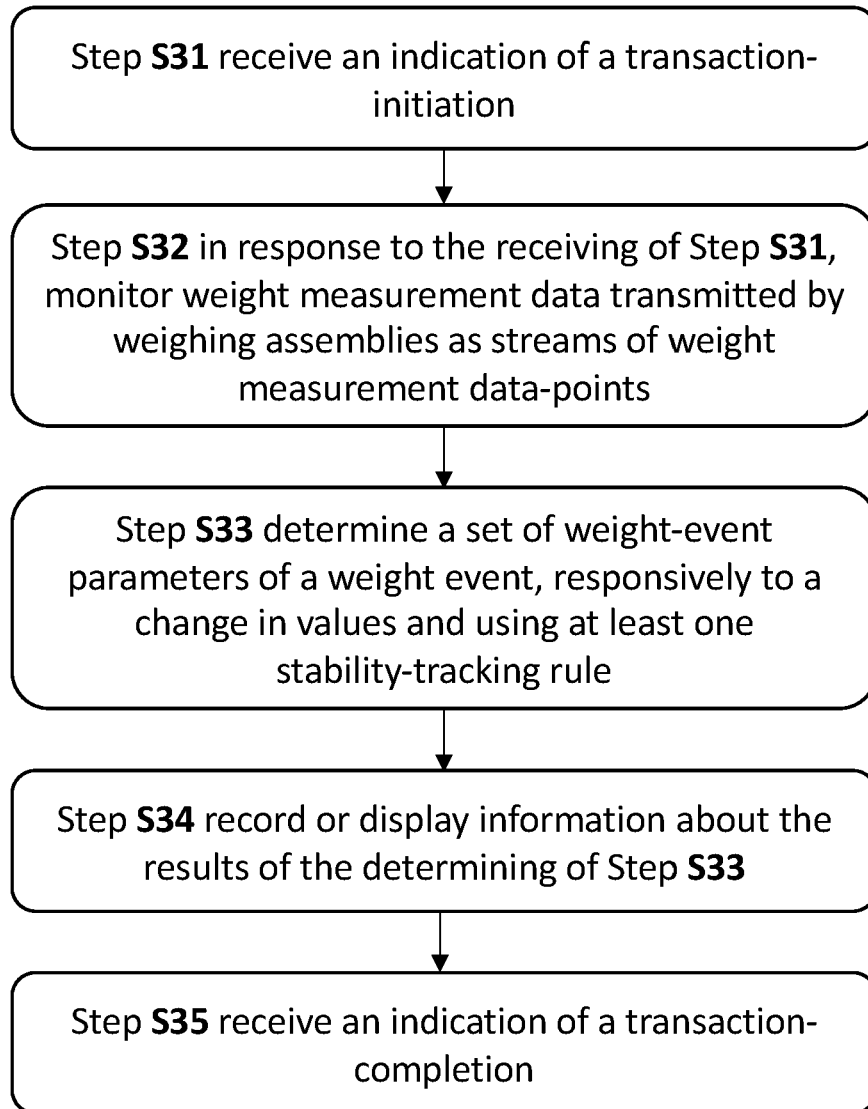 Step S31 receive an indication of a transaction-
initiation
Step S32 in response to the receiving of Step S31,
monitor weight measurement data transmitted by
weighing assemblies as streams of weight
measurement data-points
Step S33 determine a set of weight-event
parameters of a weight event, responsively to a
change in values and using at least one
stability-tracking rule
Step S34 record or display information about the
results of the determining of Step S33
Step S35 receive an indication of a transaction-
completion